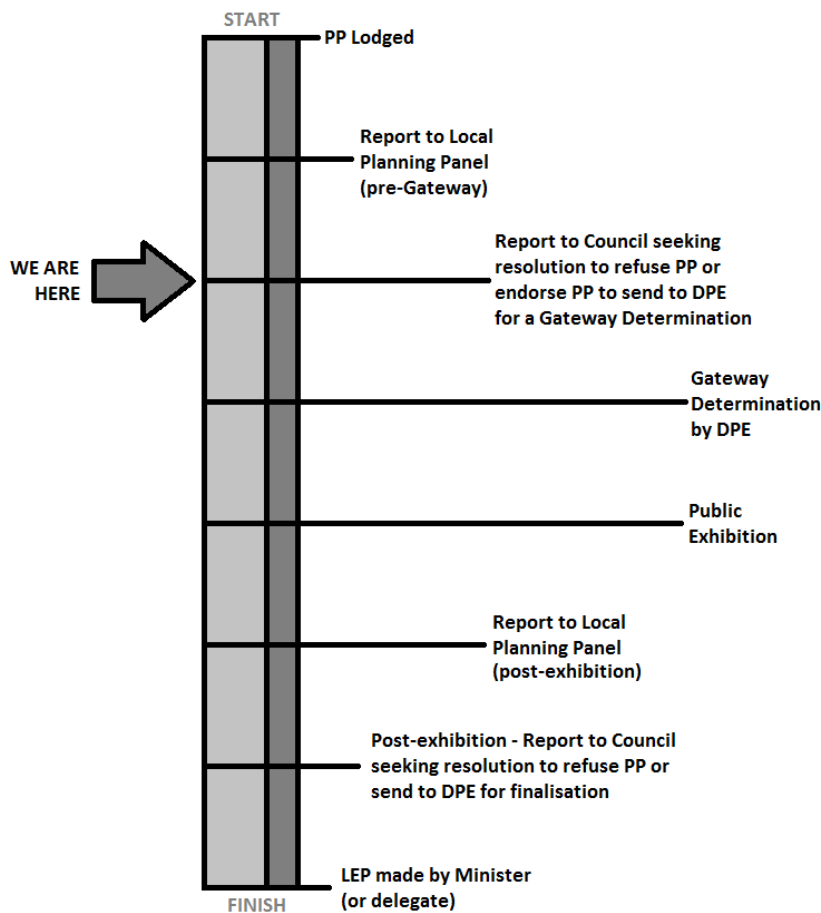 START
PP Lodged
Report to Local
Planning Panel
(pre-Gateway)
WE ARE
HERE
Report to Council seeking
resolution to refuse PP or
endorse PP to send to DPE
for a Gateway Determination
Gateway
Determination
by DPE
Public
Exhibition
Report to Local
Planning Panel
(post-exhibition)
Post-exhibition - Report to Council
seeking resolution to refuse PP or
send to DPE for finalisation
LEP made by Minister
(or delegate)
FINISH